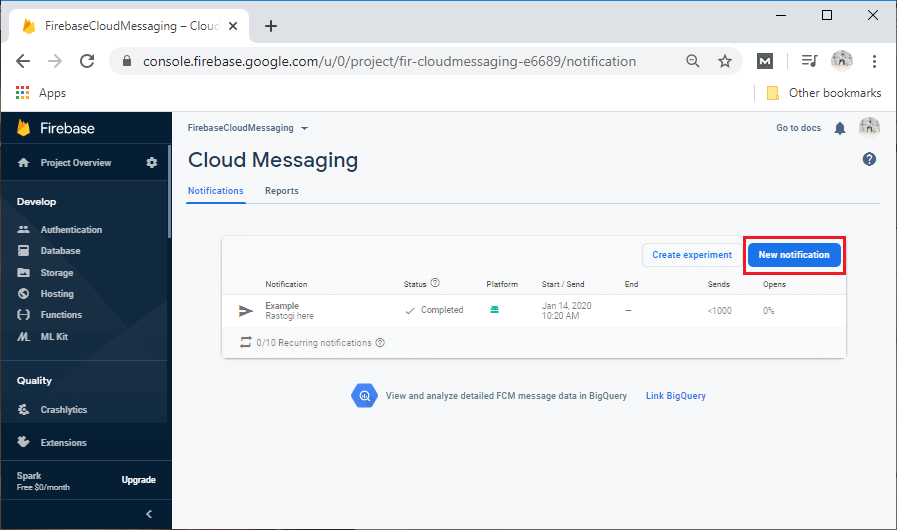 FirebaseCloudMessaging – Clou
console.firebase.google.com/u/0/project/fir-cloudmessaging-e6689/notification
M
Apps
Other bookmarks
Firebase
Project Overview
Develop
Authentication
Database
Storage
Hosting
Functions
ML Kit
Quality
Crashlytics
Extensions
Spark
Free $0/month
Upgrade
FirebaseCloudMessaging
Go to docs
Cloud Messaging
Notifications Reports
Create experiment New notification
Notification Status Platform Start / Send End Sends Opens
Example Completed Jan 14, 2020 – <1000 0%
Rastogi here 10:20 AM
0/10 Recurring notifications
View and analyze detailed FCM message data in BigQuery Link BigQuery